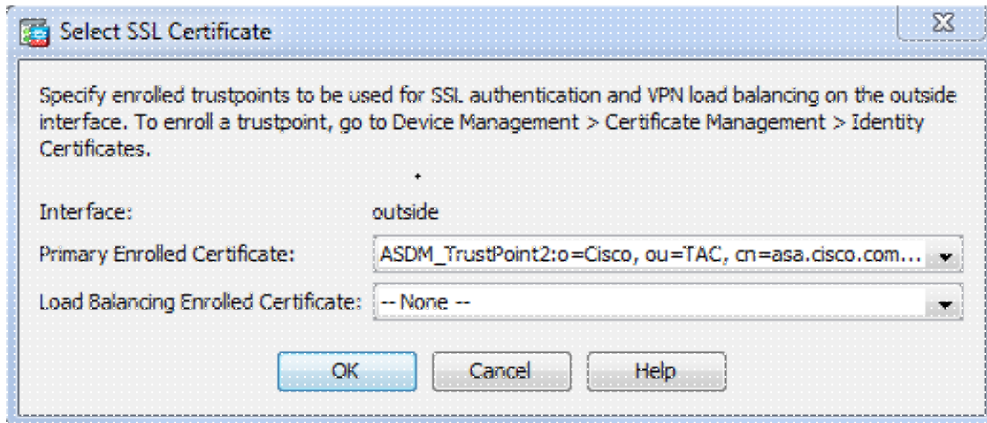 Select SSL Certificate
Specify enrolled trustpoints to be used for SSL authentication and VPN load balancing on the outside
interface. To enroll a trustpoint, go to Device Management > Certificate Management > Identity
Certificates.
Interface: outside
Primary Enrolled Certificate: ASDM_TrustPoint2:o=Cisco, ou=TAC, cn=asa.cisco.com...
Load Balancing Enrolled Certificate: -- None --
OK Cancel Help